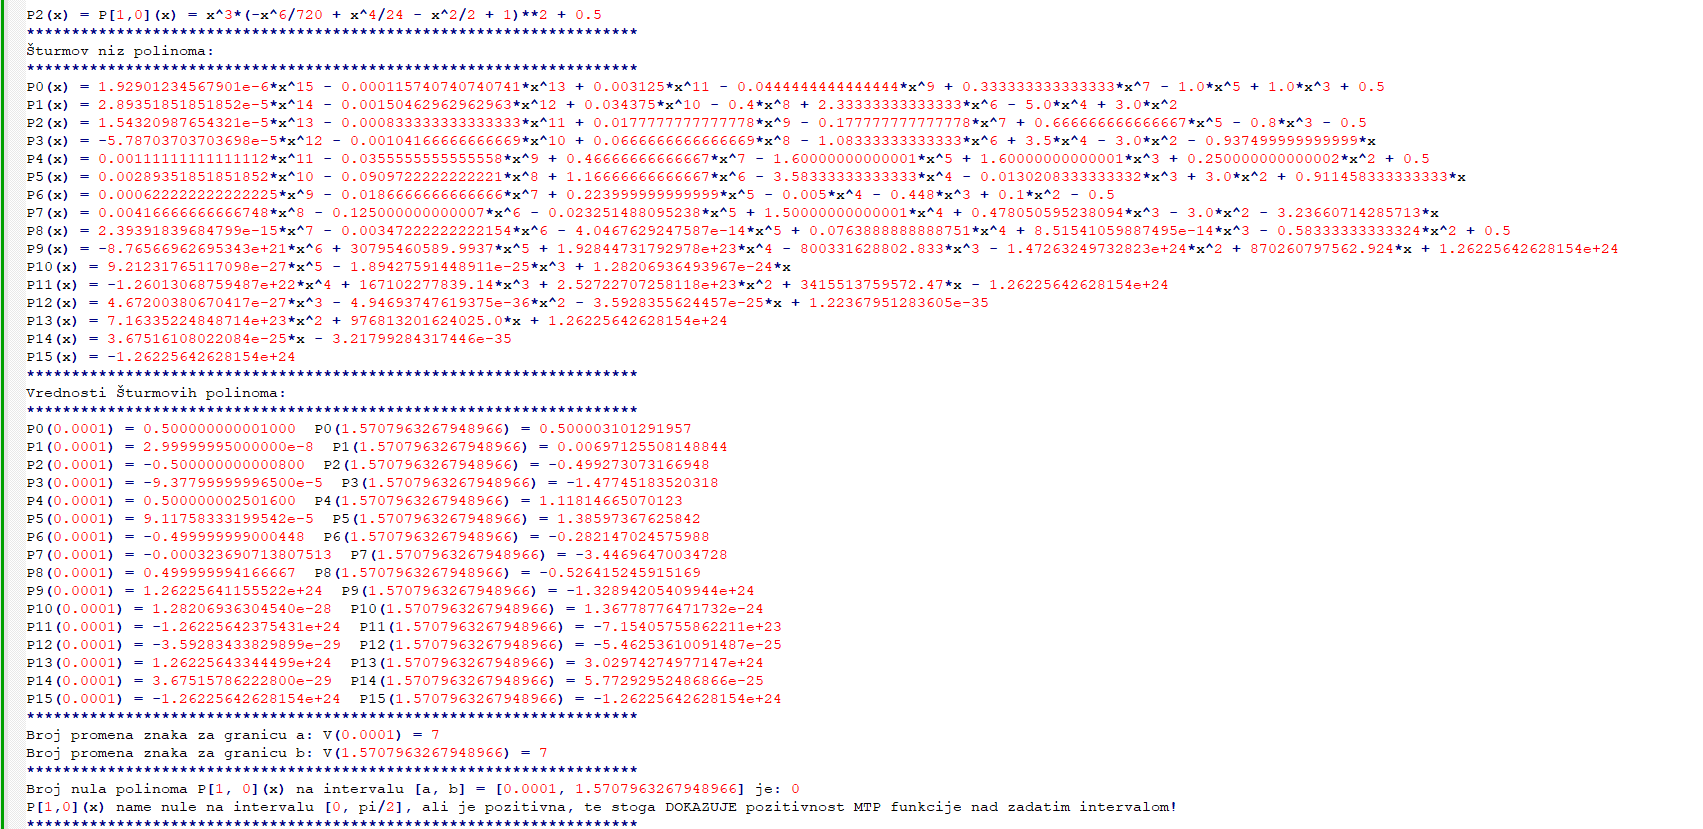 P2(x) = P[1,0](x) = x^3*(-x^6/720 + x^4/24 - x^2/2 + 1)**2 + 0.5
********************************************************************
Šturmov niz polinoma:
********************************************************************
P0(x) = 1.92901234567901e-6*x^15 - 0.000115740740740741*x^13 + 0.003125*x^11 - 0.0444444444444444*x^9 + 0.333333333333333*x^7 - 1.0*x^5 + 1.0*x^3 + 0.5
P1(x) = 2.89351851851852e-5*x^14 - 0.00150462962962963*x^12 + 0.034375*x^10 - 0.4*x^8 + 2.33333333333333*x^6 - 5.0*x^4 + 3.0*x^2
P2(x) = 1.54320987654321e-5*x^13 - 0.000833333333333333*x^11 + 0.0177777777777778*x^9 - 0.177777777777778*x^7 + 0.666666666666667*x^5 - 0.8*x^3 - 0.5
P3(x) = -5.78703703703698e-5*x^12 - 0.00104166666666669*x^10 + 0.0666666666666669*x^8 - 1.08333333333333*x^6 + 3.5*x^4 - 3.0*x^2 - 0.937499999999999*x
P4(x) = 0.00111111111111112*x^11 - 0.0355555555555558*x^9 + 0.46666666666667*x^7 - 1.60000000000001*x^5 + 1.60000000000001*x^3 + 0.250000000000002*x^2 + 0.5
P5(x) = 0.00289351851851852*x^10 - 0.0909722222222221*x^8 + 1.16666666666667*x^6 - 3.58333333333333*x^4 - 0.0130208333333332*x^3 + 3.0*x^2 + 0.911458333333333*x
P6(x) = 0.000622222222222225*x^9 - 0.0186666666666666*x^7 + 0.223999999999999*x^5 - 0.005*x^4 - 0.448*x^3 + 0.1*x^2 - 0.5
P7(x) = 0.00416666666666748*x^8 - 0.125000000000007*x^6 - 0.023251488095238*x^5 + 1.50000000000001*x^4 + 0.478050595238094*x^3 - 3.0*x^2 - 3.23660714285713*x
P8(x) = 2.39391839684799e-15*x^7 - 0.00347222222222154*x^6 - 4.0467629247587e-14*x^5 + 0.0763888888888751*x^4 + 8.51541059887495e-14*x^3 - 0.58333333333324*x^2 + 0.5
P9(x) = -8.76566962695343e+21*x^6 + 30795460589.9937*x^5 + 1.92844731792978e+23*x^4 - 800331628802.833*x^3 - 1.47263249732823e+24*x^2 + 870260797562.924*x + 1.26225642628154e+24
P10(x) = 9.21231765117098e-27*x^5 - 1.89427591448911e-25*x^3 + 1.28206936493967e-24*x
P11(x) = -1.26013068759487e+22*x^4 + 167102277839.14*x^3 + 2.52722707258118e+23*x^2 + 3415513759572.47*x - 1.26225642628154e+24
P12(x) = 4.67200380670417e-27*x^3 - 4.94693747619375e-36*x^2 - 3.5928355624457e-25*x + 1.22367951283605e-35
P13(x) = 7.16335224848714e+23*x^2 + 976813201624025.0*x + 1.26225642628154e+24
P14(x) = 3.67516108022084e-25*x - 3.21799284317446e-35
P15(x) = -1.26225642628154e+24
********************************************************************
Vrednosti Šturmovih polinoma:
********************************************************************
P0(0.0001) = 0.500000000001000  P0(1.5707963267948966) = 0.500003101291957
P1(0.0001) = 2.99999995000000e-8  P1(1.5707963267948966) = 0.00697125508148844
P2(0.0001) = -0.500000000000800  P2(1.5707963267948966) = -0.499273073166948
P3(0.0001) = -9.37799999996500e-5  P3(1.5707963267948966) = -1.47745183520318
P4(0.0001) = 0.500000002501600  P4(1.5707963267948966) = 1.11814665070123
P5(0.0001) = 9.11758333199542e-5  P5(1.5707963267948966) = 1.38597367625842
P6(0.0001) = -0.499999999000448  P6(1.5707963267948966) = -0.282147024575988
P7(0.0001) = -0.000323690713807513  P7(1.5707963267948966) = -3.44696470034728
P8(0.0001) = 0.499999994166667  P8(1.5707963267948966) = -0.526415245915169
P9(0.0001) = 1.26225641155522e+24  P9(1.5707963267948966) = -1.32894205409944e+24
P10(0.0001) = 1.28206936304540e-28  P10(1.5707963267948966) = 1.36778776471732e-24
P11(0.0001) = -1.26225642375431e+24  P11(1.5707963267948966) = -7.15405755862211e+23
P12(0.0001) = -3.59283433829899e-29  P12(1.5707963267948966) = -5.46253610091487e-25
P13(0.0001) = 1.26225643344499e+24  P13(1.5707963267948966) = 3.02974274977147e+24
P14(0.0001) = 3.67515786222800e-29  P14(1.5707963267948966) = 5.77292952486866e-25
P15(0.0001) = -1.26225642628154e+24  P15(1.5707963267948966) = -1.26225642628154e+24
********************************************************************
Broj promena znaka za granicu a: V(0.0001) = 7
Broj promena znaka za granicu b: V(1.5707963267948966) = 7
********************************************************************
Broj nula polinoma P[1, 0](x) na intervalu [a, b] = [0.0001, 1.5707963267948966] je: 0
P[1,0](x) name nule na intervalu [0, pi/2], ali je pozitivna, te stoga DOKAZUJE pozitivnost MTP funkcije nad zadatim intervalom!
********************************************************************